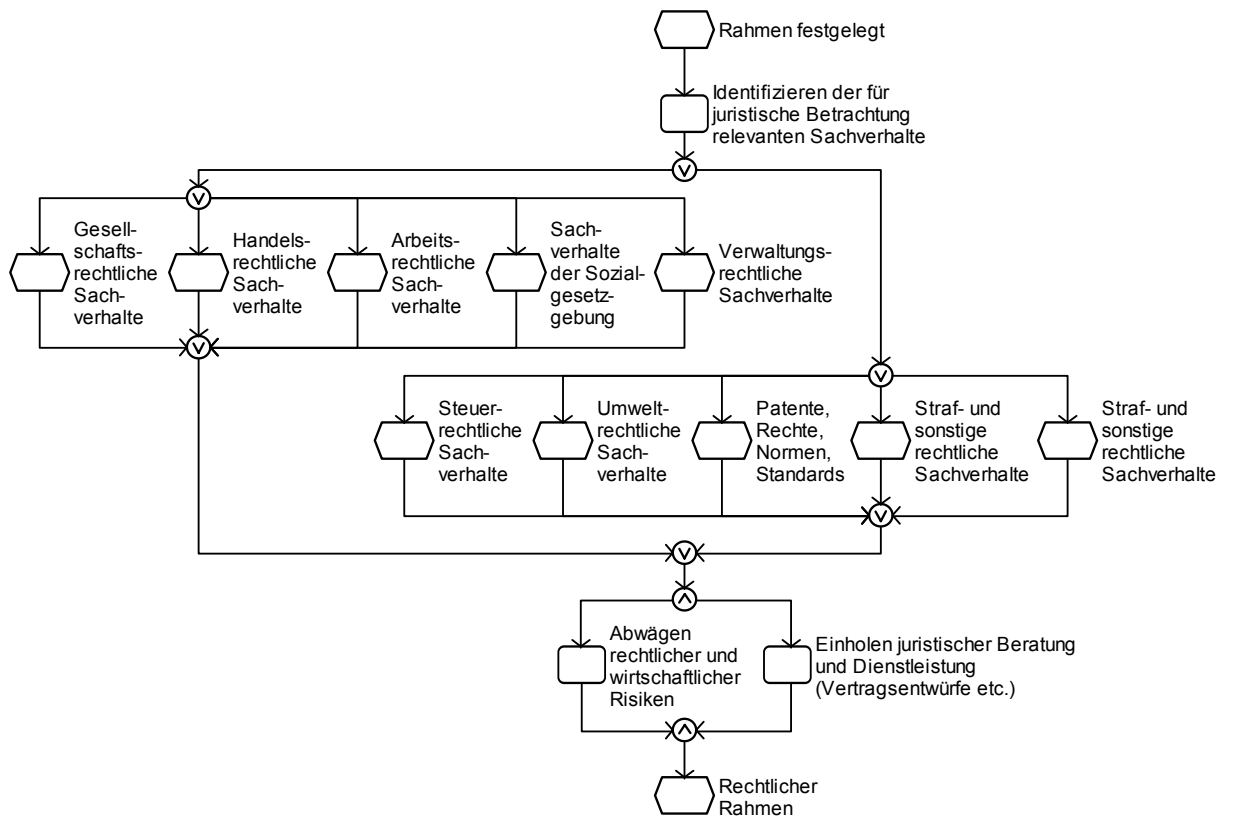 Rahmen festgelegt
Identifizieren der für
juristische Betrachtung
relevanten Sachverhalte
Gesell-
schafts-
rechtliche
Sach-
verhalte
Handels-
rechtliche
Sach-
verhalte
Arbeits-
rechtliche
Sach-
verhalte
Sach-
verhalte
der Sozial-
gesetz-
gebung
Verwaltungs-
rechtliche
Sachverhalte
Steuer-
rechtliche
Sach-
verhalte
Umwelt-
rechtliche
Sach-
verhalte
Patente,
Rechte,
Normen,
Standards
Straf- und
sonstige
rechtliche
Sachverhalte
Straf- und
sonstige
rechtliche
Sachverhalte
Abwägen
rechtlicher und
wirtschaftlicher
Risiken
Einholen juristischer Beratung
und Dienstleistung
(Vertragsentwürfe etc.)
Rechtlicher
Rahmen